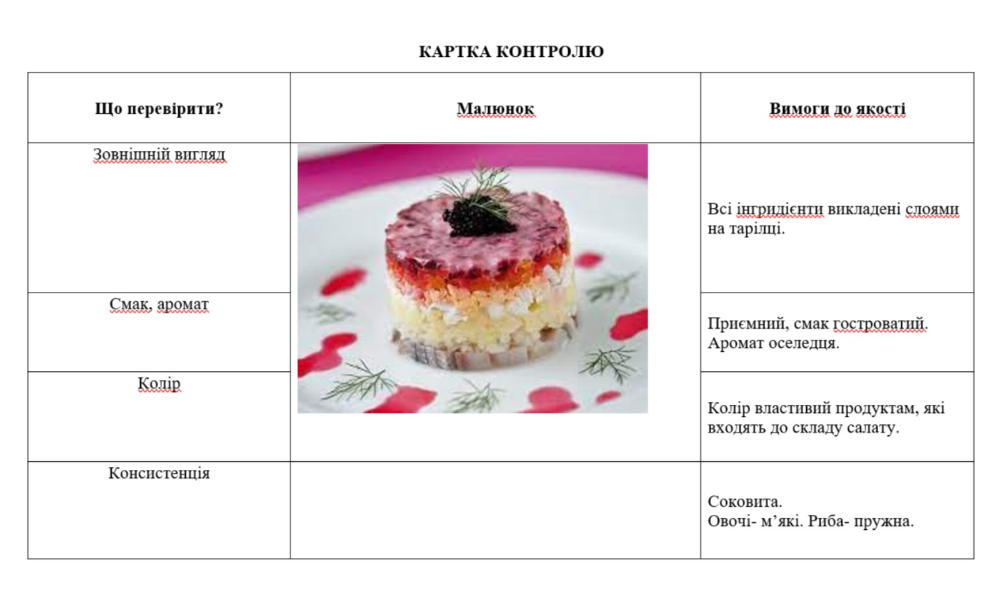 КАРТКА КОНТРОЛЮ
Що перевірити?
Малюнок
Вимоги до якості
Зовнішній вигляд
Всі інгридієнти викладені слоями
на тарілці.
Смак, аромат
Приємний, смак гостроватий.
Аромат оселедця.
Колір
Колір властивий продуктам, які
входять до складу салату.
Консистенція
Соковита.
Овочі- м’які. Риба- пружна.